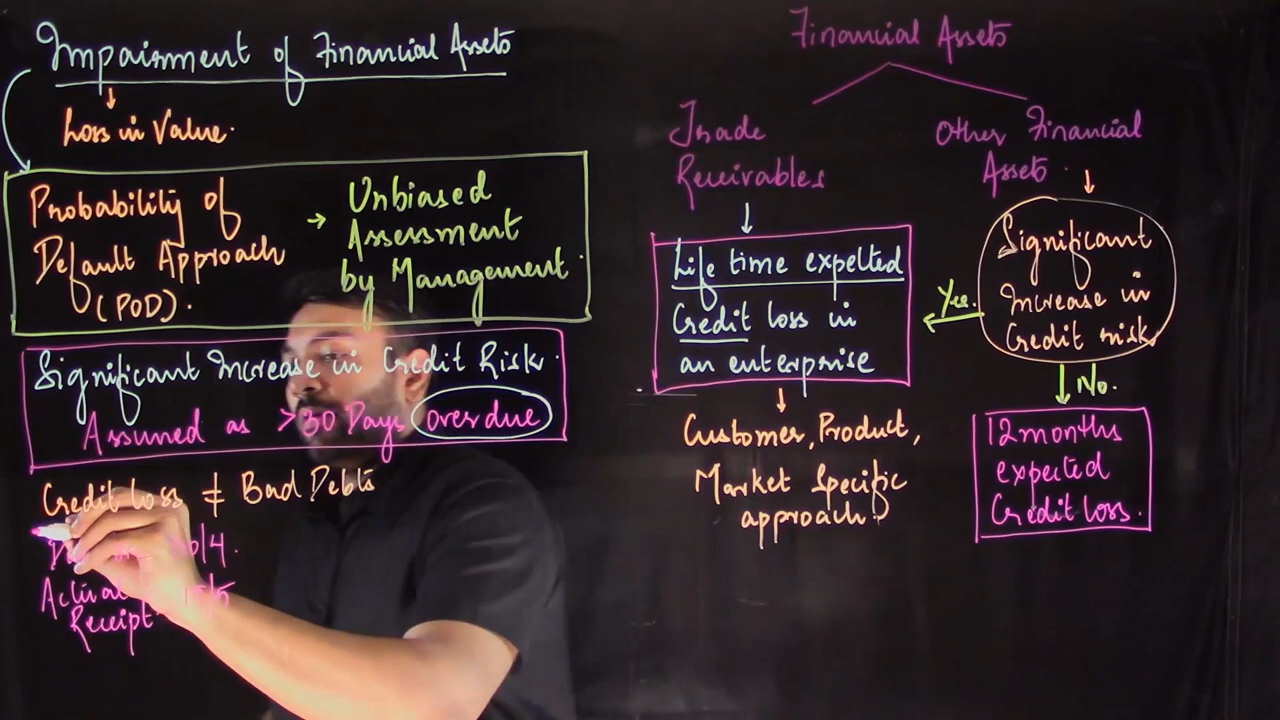 Impairment of Financial Assets
Loss in Value.
Probability of
Default Approach
(POD).
→ Unbiased
Assessment
by Management.
Significant Increase in Credit Risk.
Assumed as >30 Days overdue
Credit Loss ≠ Bad Debts
Receipt
Financial Assets
Trade
Receivables
Other Financial
Assets.
Life time expected
Credit loss in
an enterprise
Customer, Product,
Market Specific
approach.
Significant
Increase in
Credit risk
Yes.
No.
12 months
expected
Credit loss.